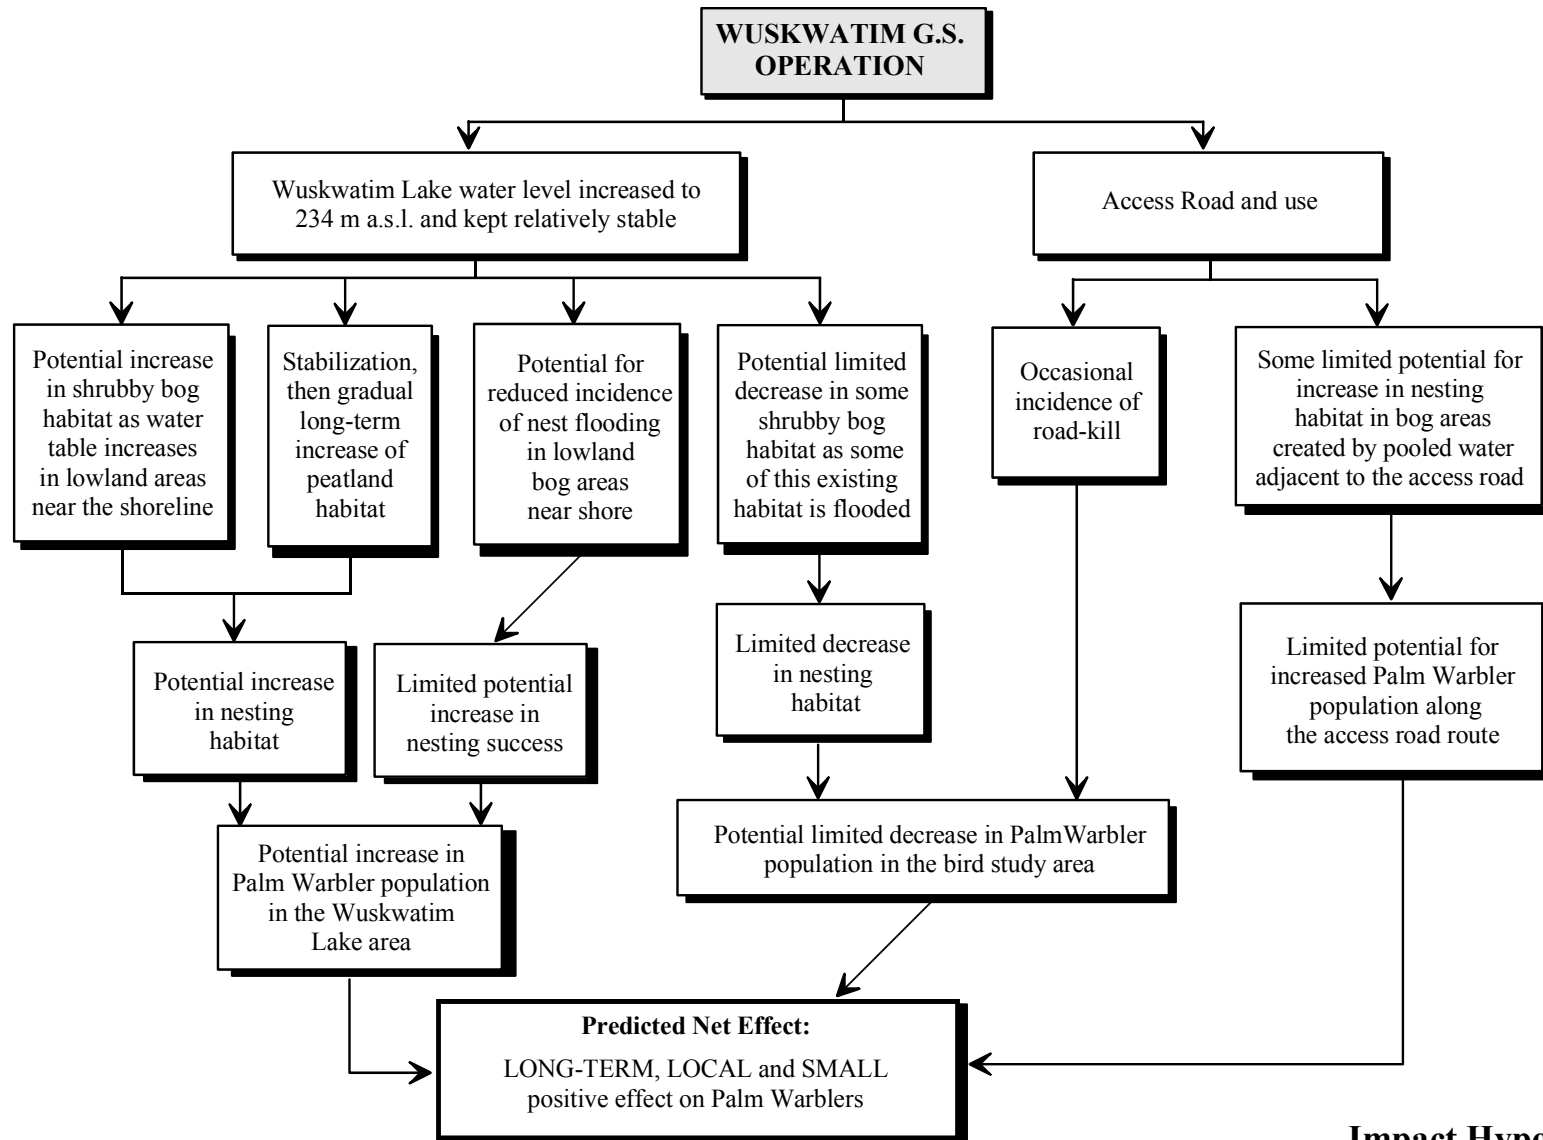 WUSKWATIM G.S.
OPERATION
Wuskwatim Lake water level increased to
234 m a.s.l. and kept relatively stable
Access Road and use
Potential increase
in shrubby bog
habitat as water
table increases
in lowland areas
near the shoreline
Stabilization,
then gradual
long-term
increase of
peatland
habitat
Potential for
reduced incidence
of nest flooding
in lowland
bog areas
near shore
Potential limited
decrease in some
shrubby bog
habitat as some
of this existing
habitat is flooded
Occasional
incidence of
road-kill
Some limited potential for
increase in nesting
habitat in bog areas
created by pooled water
adjacent to the access road
Potential increase
in nesting
habitat
Limited potential
increase in
nesting success
Limited decrease
in nesting
habitat
Limited potential for
increased Palm Warbler
population along
the access road route
Potential increase in
Palm Warbler population
in the Wuskwatim
Lake area
Potential limited decrease in PalmWarbler
population in the bird study area
Predicted Net Effect:
LONG-TERM, LOCAL and SMALL
positive effect on Palm Warblers
Impact Hypo